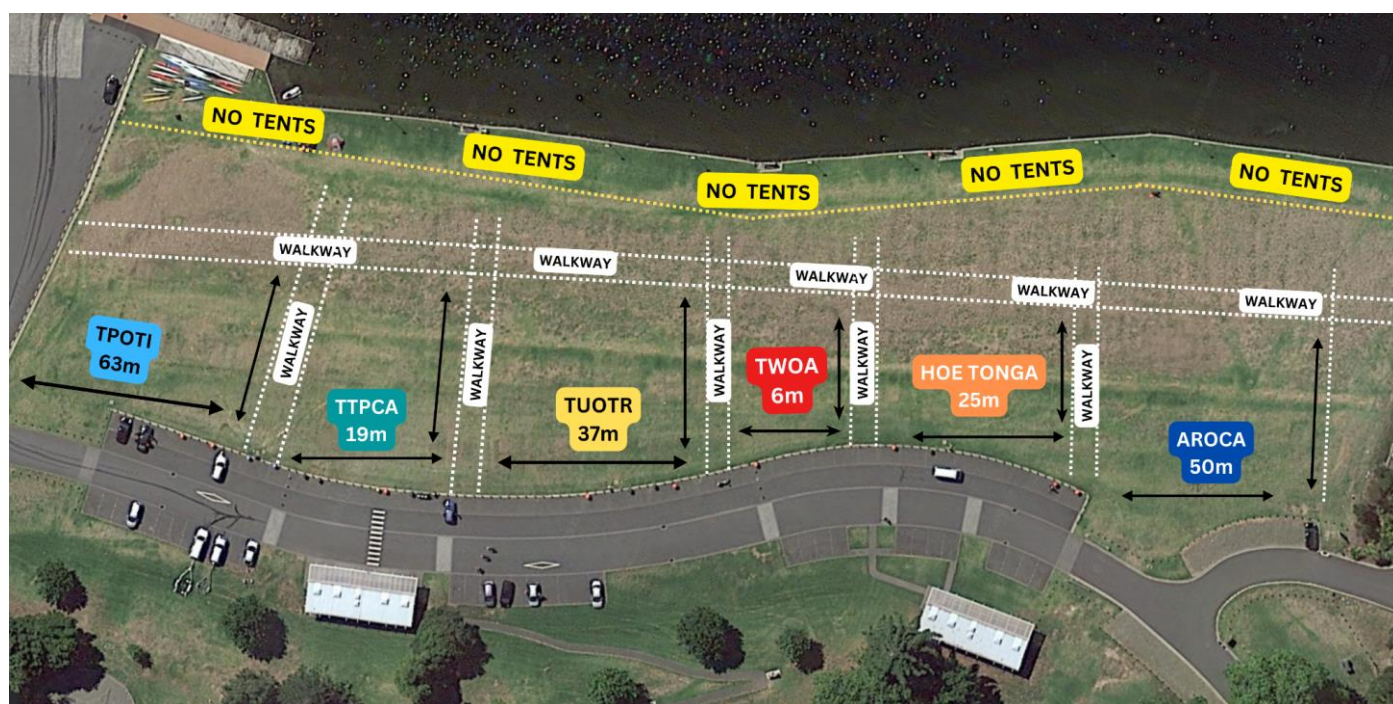 NO TENTS
NO TENTS
NO TENTS
NO TENTS
NO TENTS
WALKWAY
WALKWAY
WALKWAY
WALKWAY
WALKWAY
TPOTI
63m
WALKWAY
TTPCA
19m
WALKWAY
TUOTR
37m
WALKWAY
TWOA
6m
WALKWAY
HOE TONGA
25m
WALKWAY
AROCA
50m